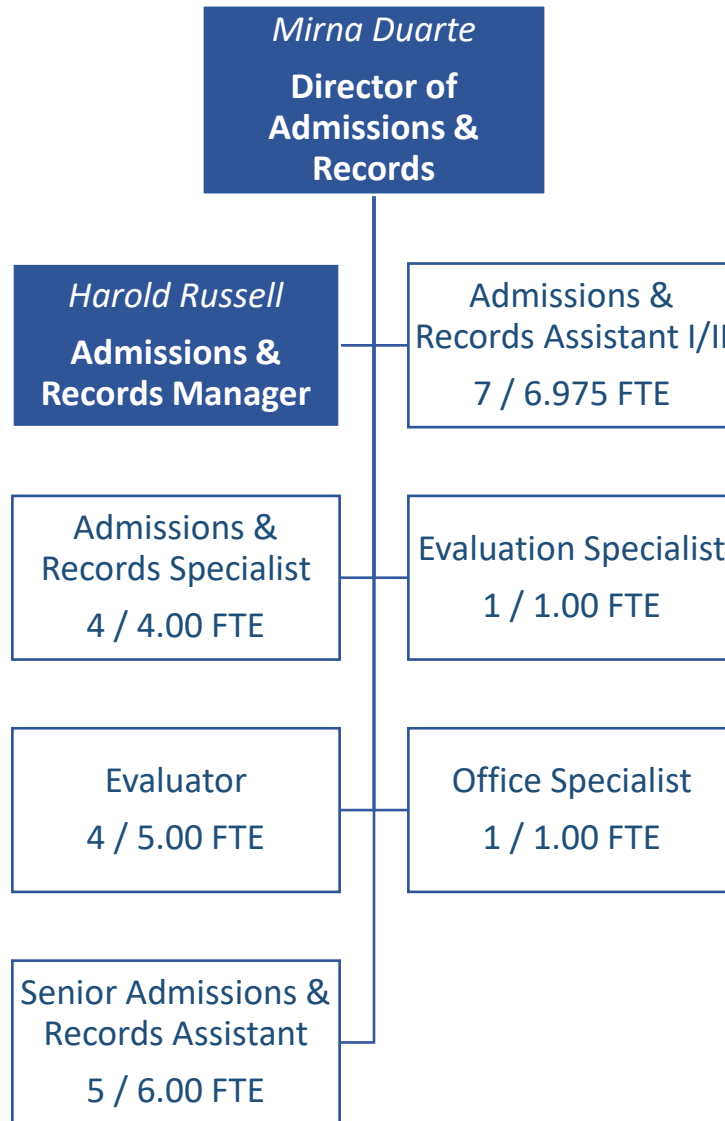 Mirna Duarte
Director of
Admissions &
Records
Harold Russell
Admissions &
Records Manager
Admissions &
Records Assistant I/II
7 / 6.975 FTE
Admissions &
Records Specialist
4 / 4.00 FTE
Evaluation Specialist
1 / 1.00 FTE
Evaluator
4 / 5.00 FTE
Office Specialist
1 / 1.00 FTE
Senior Admissions &
Records Assistant
5 / 6.00 FTE